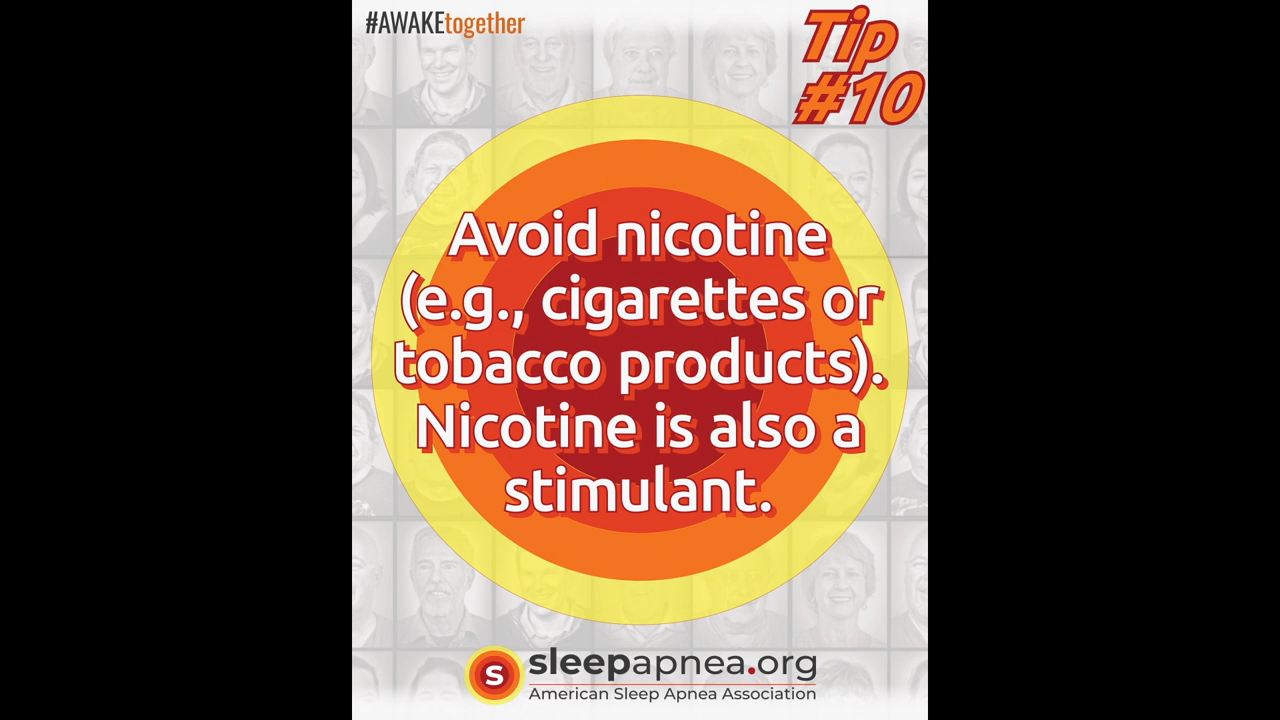 #AWAKEtogether
Tip
#10
Avoid nicotine
(e.g., cigarettes or
tobacco products).
Nicotine is also a
stimulant.
s sleepapnea.org
American Sleep Apnea Association